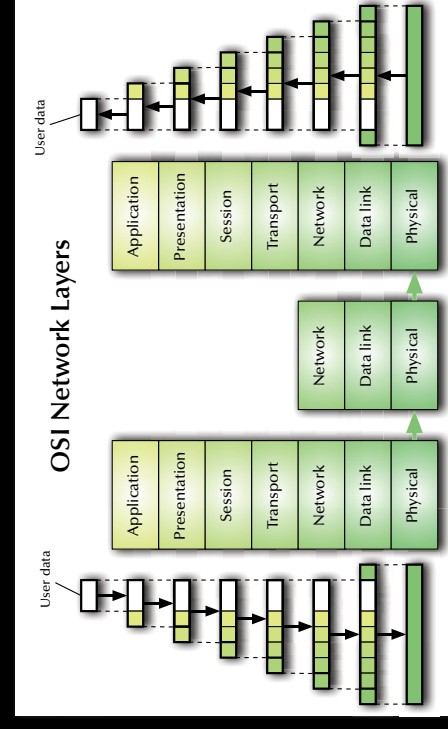 OSI Network Layers
User data
User data
Application
Presentation
Session
Transport
Network
Data link
Physical
Network
Data link
Physical
Application
Presentation
Session
Transport
Network
Data link
Physical